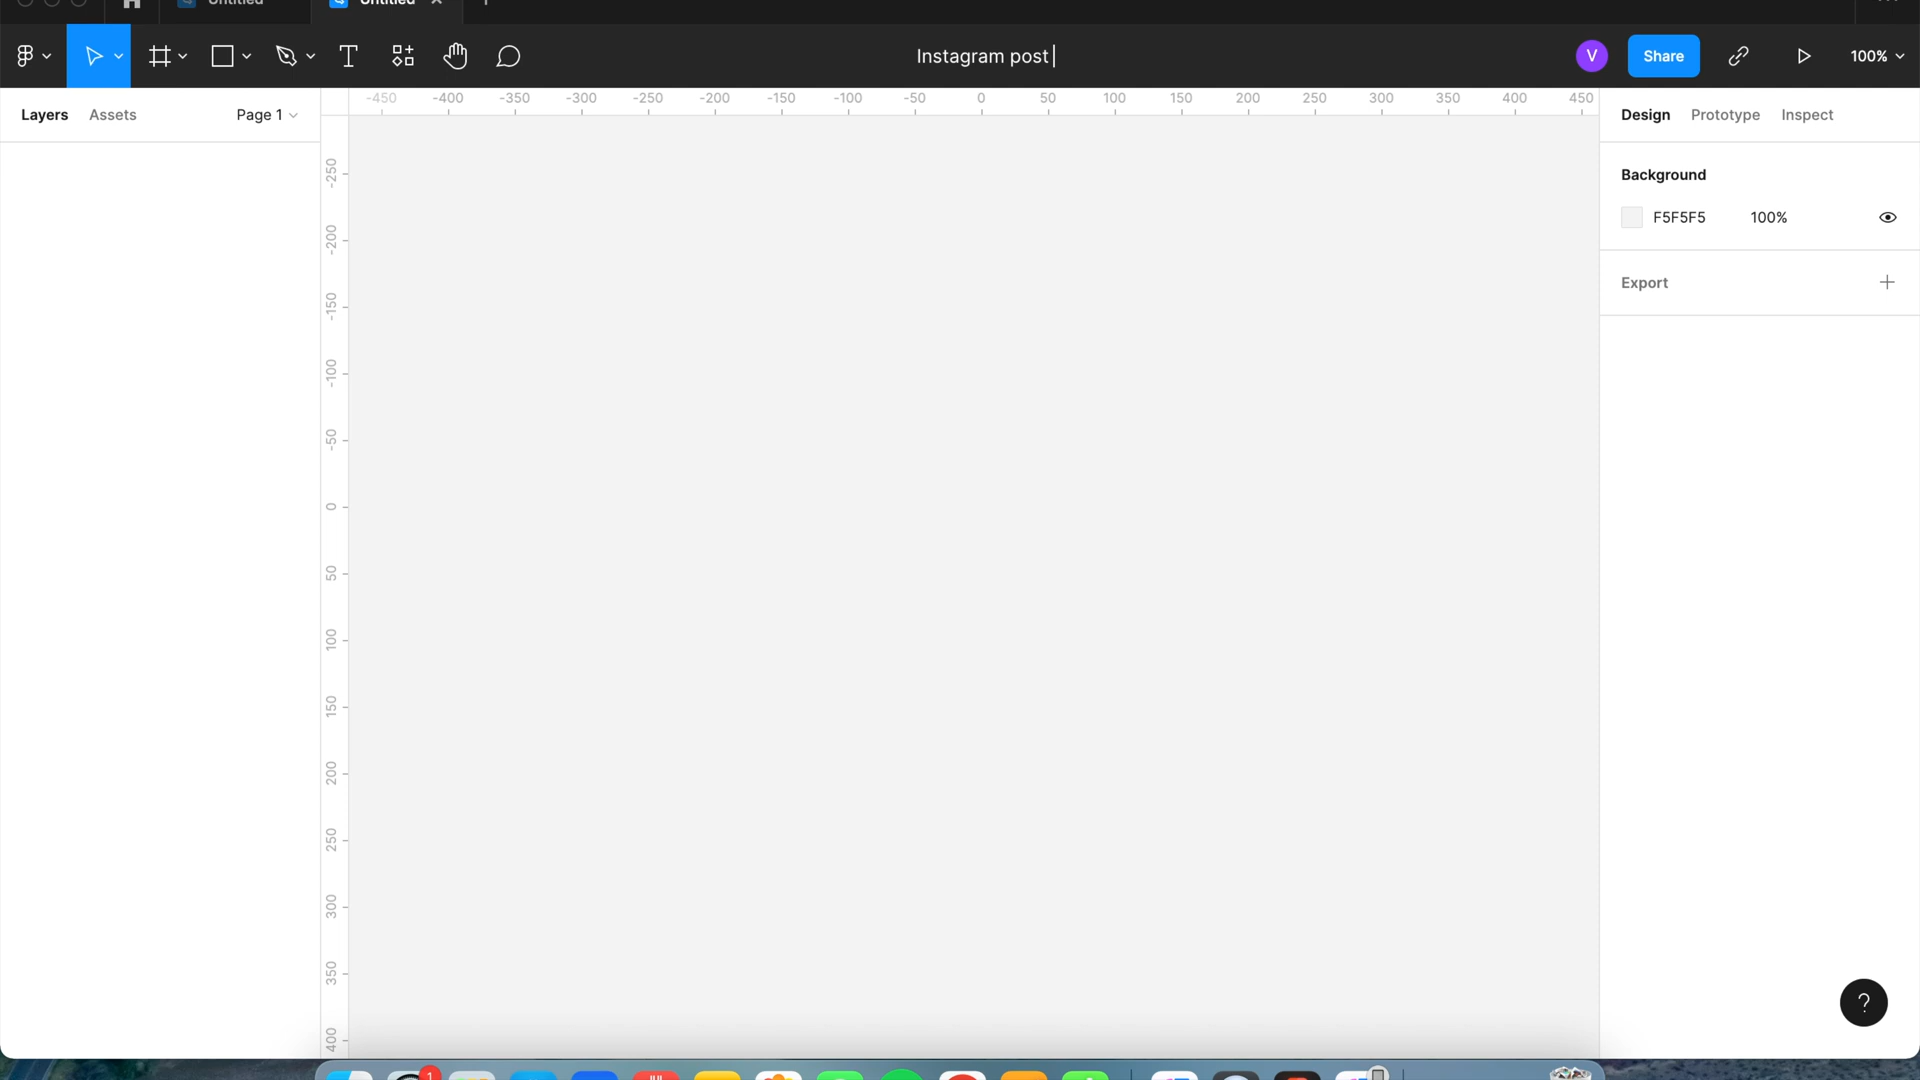 Untitled
Untitled
Instagram post
V
Share
100%
Layers
Assets
Page 1
-450 -400 -350 -300 -250 -200 -150 -100 -50 0 50 100 150 200 250 300 350 400 450
Design
Prototype
Inspect
-250
-200
-150
-100
-50
0
50
100
150
200
250
300
350
400
Background
F5F5F5
100%
Export
?
1